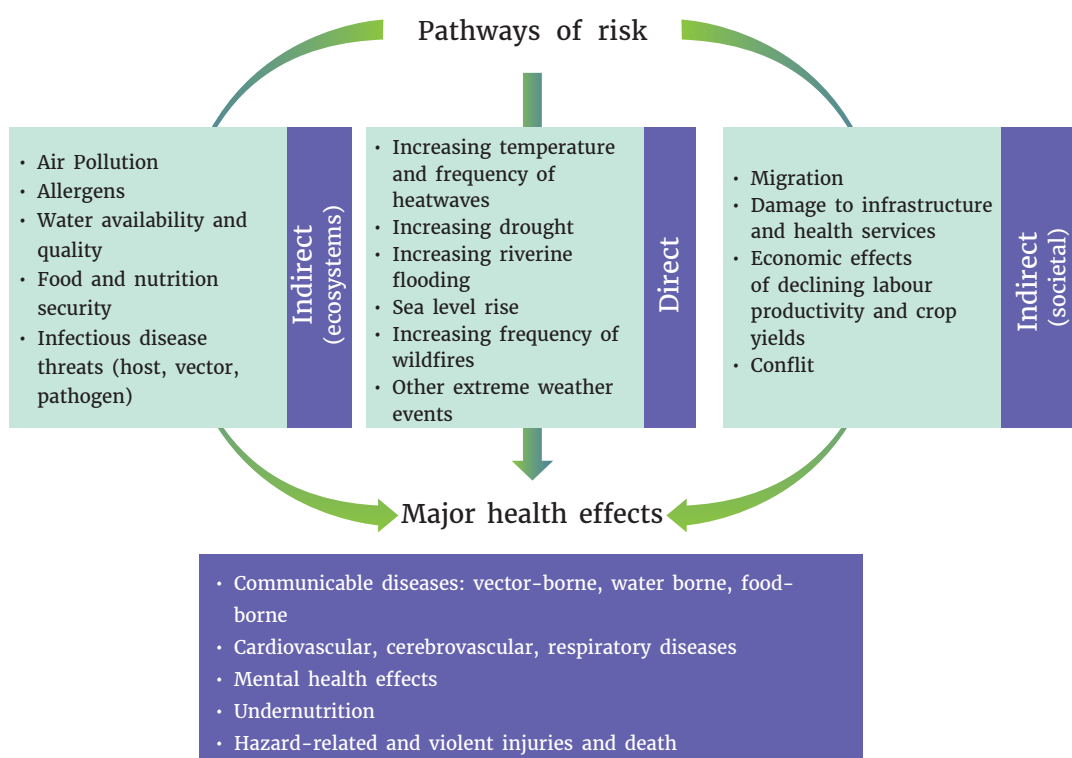 Pathways of risk
· Air Pollution
· Allergens
· Water availability and
quality
· Food and nutrition
security
· Infectious disease
threats (host, vector,
pathogen)
Indirect
(ecosystems)
· Increasing temperature
and frequency of
heatwaves
· Increasing drought
· Increasing riverine
flooding
· Sea level rise
· Increasing frequency of
wildfires
· Other extreme weather
events
Direct
· Migration
· Damage to infrastructure
and health services
· Economic effects
of declining labour
productivity and crop
yields
· Conflit
Indirect
(societal)
Major health effects
· Communicable diseases: vector-borne, water borne, food-
borne
· Cardiovascular, cerebrovascular, respiratory diseases
· Mental health effects
· Undernutrition
· Hazard-related and violent injuries and death